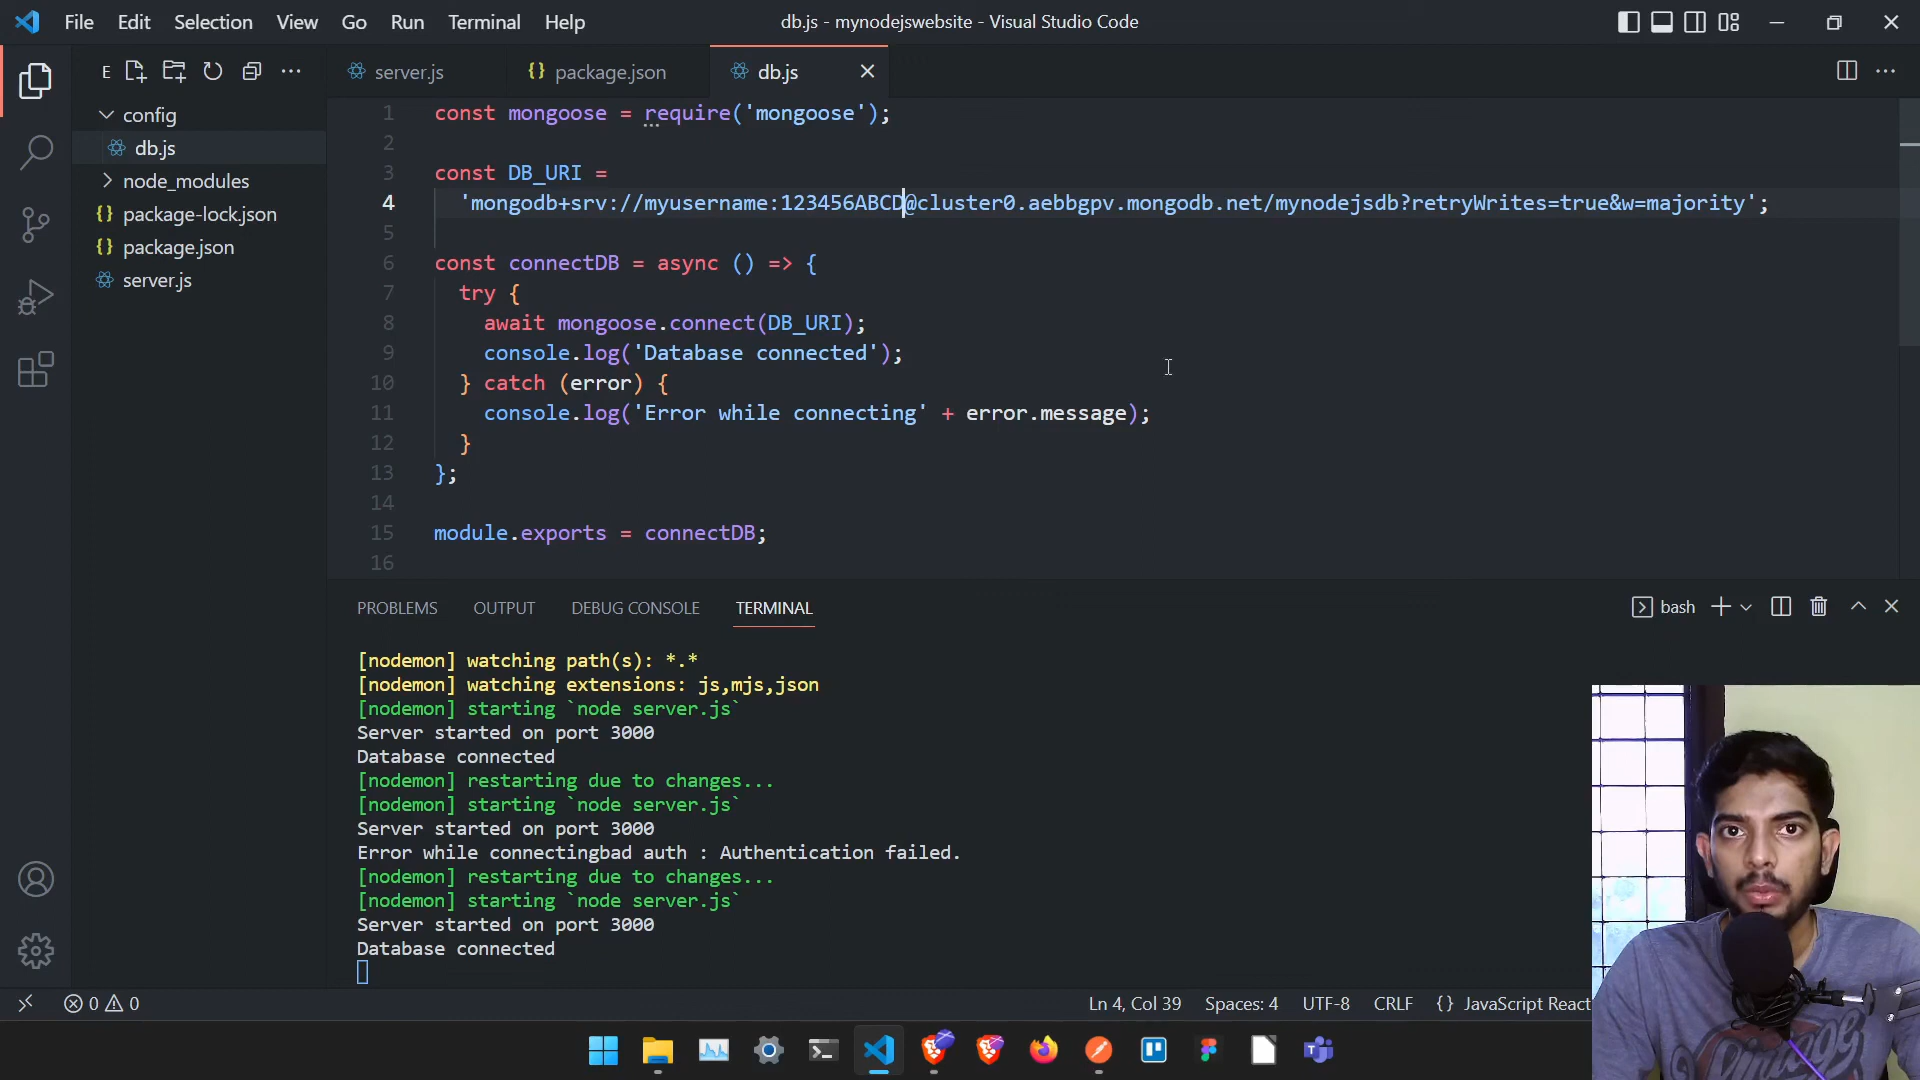 File Edit Selection View Go Run Terminal Help
db.js - mynodejswebsite - Visual Studio Code
E
server.js
package.json
db.js
config
db.js
node_modules
package-lock.json
package.json
server.js
1 const mongoose = require('mongoose');
2
3 const DB_URI =
4 'mongodb+srv://myusername:123456ABCD@cluster0.aebbgpv.mongodb.net/mynodejsdb?retryWrites=true&w=majority';
5
6 const connectDB = async () => {
7 try {
8 await mongoose.connect(DB_URI);
9 console.log('Database connected');
10 } catch (error) {
11 console.log('Error while connecting' + error.message);
12 }
13 };
14
15 module.exports = connectDB;
16
PROBLEMS OUTPUT DEBUG CONSOLE TERMINAL
bash
[nodemon] watching path(s): *.*
[nodemon] watching extensions: js,mjs,json
[nodemon] starting `node server.js`
Server started on port 3000
Database connected
[nodemon] restarting due to changes...
[nodemon] starting `node server.js`
Server started on port 3000
Error while connectingbad auth : Authentication failed.
[nodemon] restarting due to changes...
[nodemon] starting `node server.js`
Server started on port 3000
Database connected
0 0
Ln 4, Col 39 Spaces: 4 UTF-8 CRLF {} JavaScript React